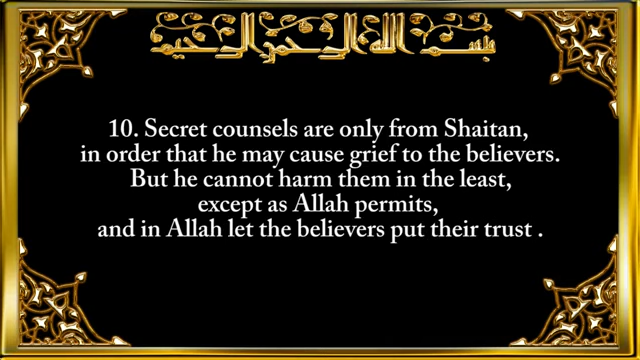 بسم الله الرحمن الرحيم
10. Secret counsels are only from Shaitan,
in order that he may cause grief to the believers.
But he cannot harm them in the least,
except as Allah permits,
and in Allah let the believers put their trust .